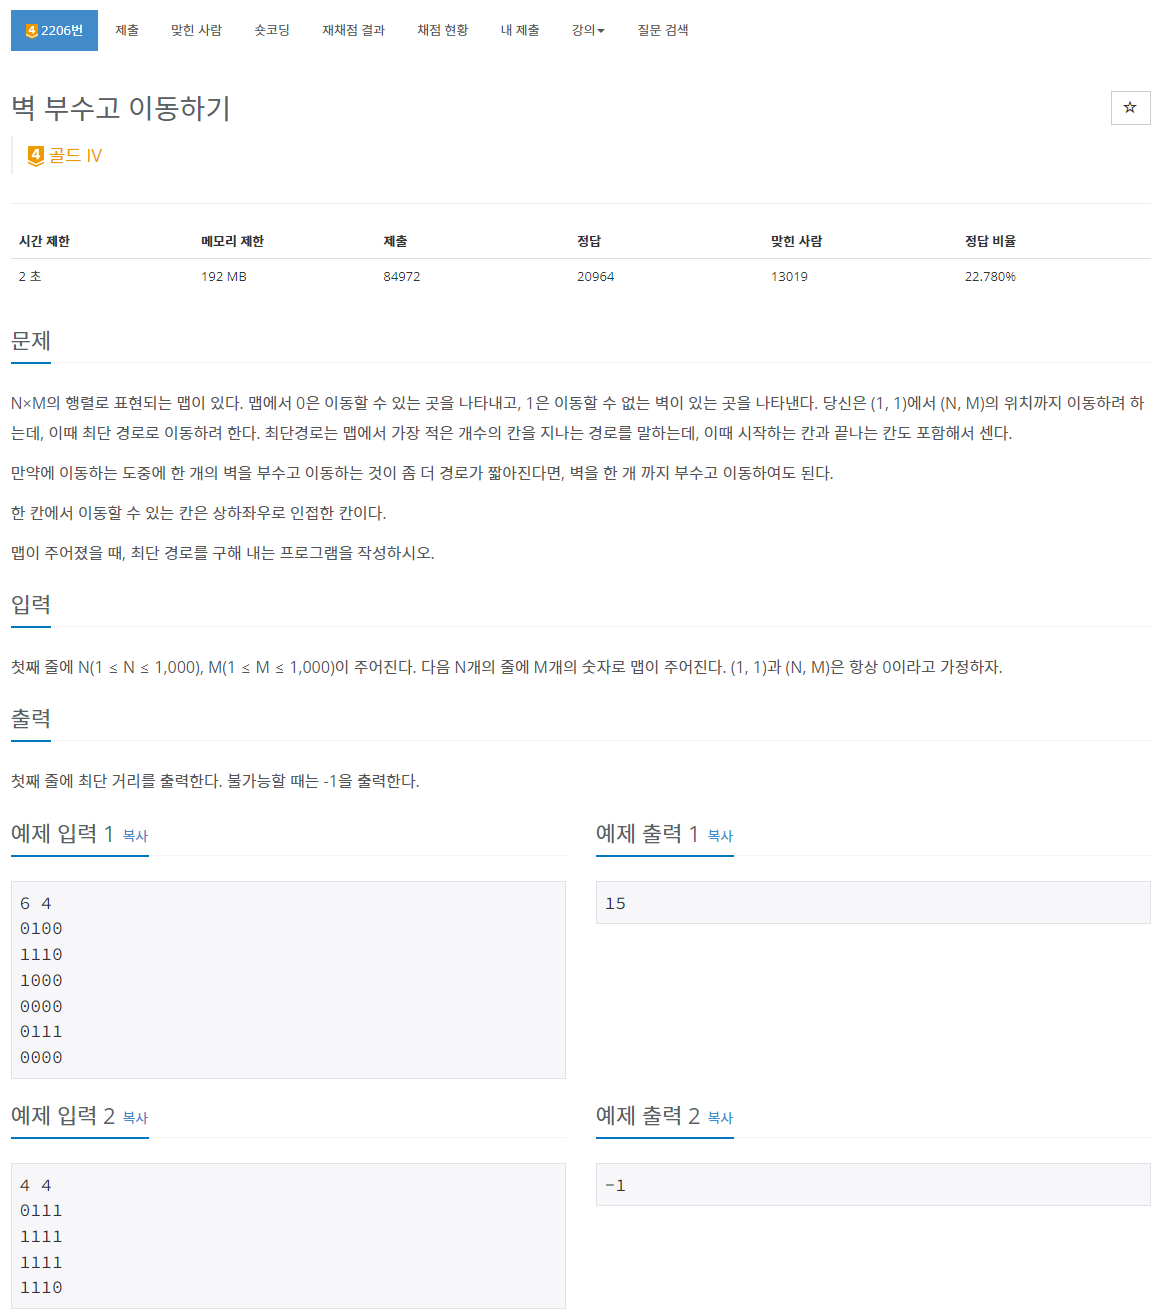 4 2206번 제출 맞힌 사람 숏코딩 재채점 결과 채점 현황 내 제출 강의 질문 검색
벽 부수고 이동하기
4 골드 IV
시간 제한 메모리 제한 제출 정답 맞힌 사람 정답 비율
2 초 192 MB 84972 20964 13019 22.780%
문제
N×M의 행렬로 표현되는 맵이 있다. 맵에서 0은 이동할 수 있는 곳을 나타내고, 1은 이동할 수 없는 벽이 있는 곳을 나타낸다. 당신은 (1, 1)에서 (N, M)의 위치까지 이동하려 하
는데, 이때 최단 경로로 이동하려 한다. 최단경로는 맵에서 가장 적은 개수의 칸을 지나는 경로를 말하는데, 이때 시작하는 칸과 끝나는 칸도 포함해서 센다.
만약에 이동하는 도중에 한 개의 벽을 부수고 이동하는 것이 좀 더 경로가 짧아진다면, 벽을 한 개 까지 부수고 이동하여도 된다.
한 칸에서 이동할 수 있는 칸은 상하좌우로 인접한 칸이다.
맵이 주어졌을 때, 최단 경로를 구해 내는 프로그램을 작성하시오.
입력
첫째 줄에 N(1 ≤ N ≤ 1,000), M(1 ≤ M ≤ 1,000)이 주어진다. 다음 N개의 줄에 M개의 숫자로 맵이 주어진다. (1, 1)과 (N, M)은 항상 0이라고 가정하자.
출력
첫째 줄에 최단 거리를 출력한다. 불가능할 때는 -1을 출력한다.
예제 입력 1 복사
6 4
0100
1110
1000
0000
0111
0000
예제 출력 1 복사
15
예제 입력 2 복사
4 4
0111
1111
1111
1110
예제 출력 2 복사
-1